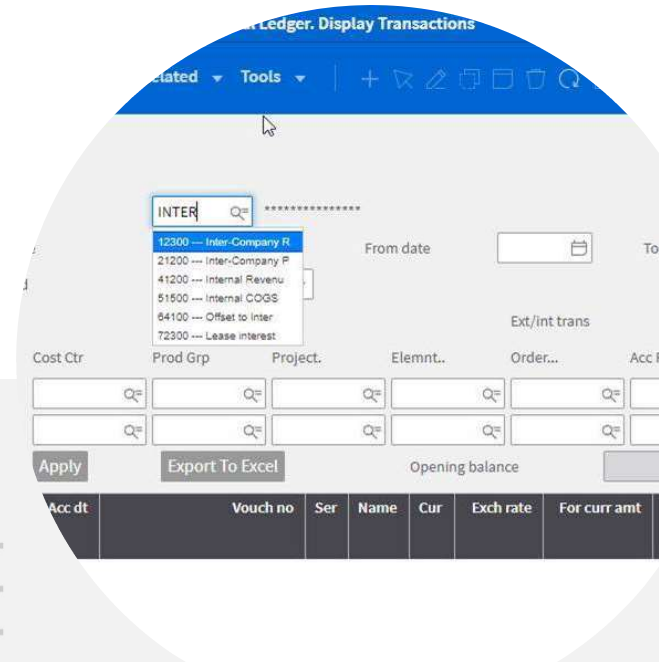 Ledger. Display Transactions
elated Tools
INTER ***************
12300 --- Inter-Company R
21200 --- Inter-Company P
41200 --- Internal Revenu
51500 --- Internal COGS
64100 --- Offset to Inter
72300 --- Lease interest
From date To
Ext/int trans
Cost Ctr Prod Grp Project. Elemnt.. Order... Acc
Apply Export To Excel Opening balance
Acc dt Vouch no Ser Name Cur Exch rate For curr amt